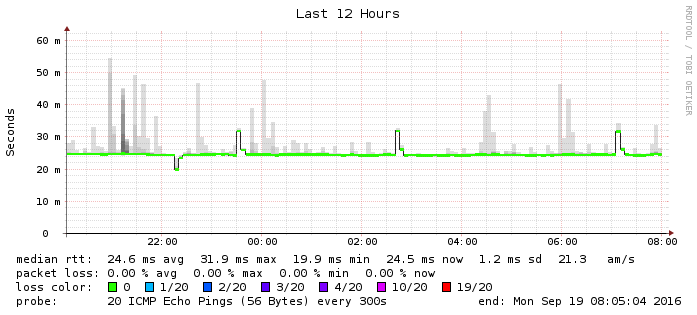 Last 12 Hours
RRDTOOL / TOBI OETIKER
Seconds
60 m
50 m
40 m
30 m
20 m
10 m
0
22:00 00:00 02:00 04:00 06:00 08:00
median rtt: 24.6 ms avg 31.9 ms max 19.9 ms min 24.5 ms now 1.2 ms sd 21.3 am/s
packet loss: 0.00 % avg 0.00 % max 0.00 % min 0.00 % now
loss color: 0 1/20 2/20 3/20 4/20 10/20 19/20
probe: 20 ICMP Echo Pings (56 Bytes) every 300s end: Mon Sep 19 08:05:04 2016